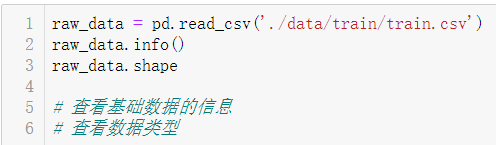 1 raw_data = pd.read_csv('./data/train/train.csv')
2 raw_data.info()
3 raw_data.shape
4
5 # 查看基础数据的信息
6 # 查看数据类型